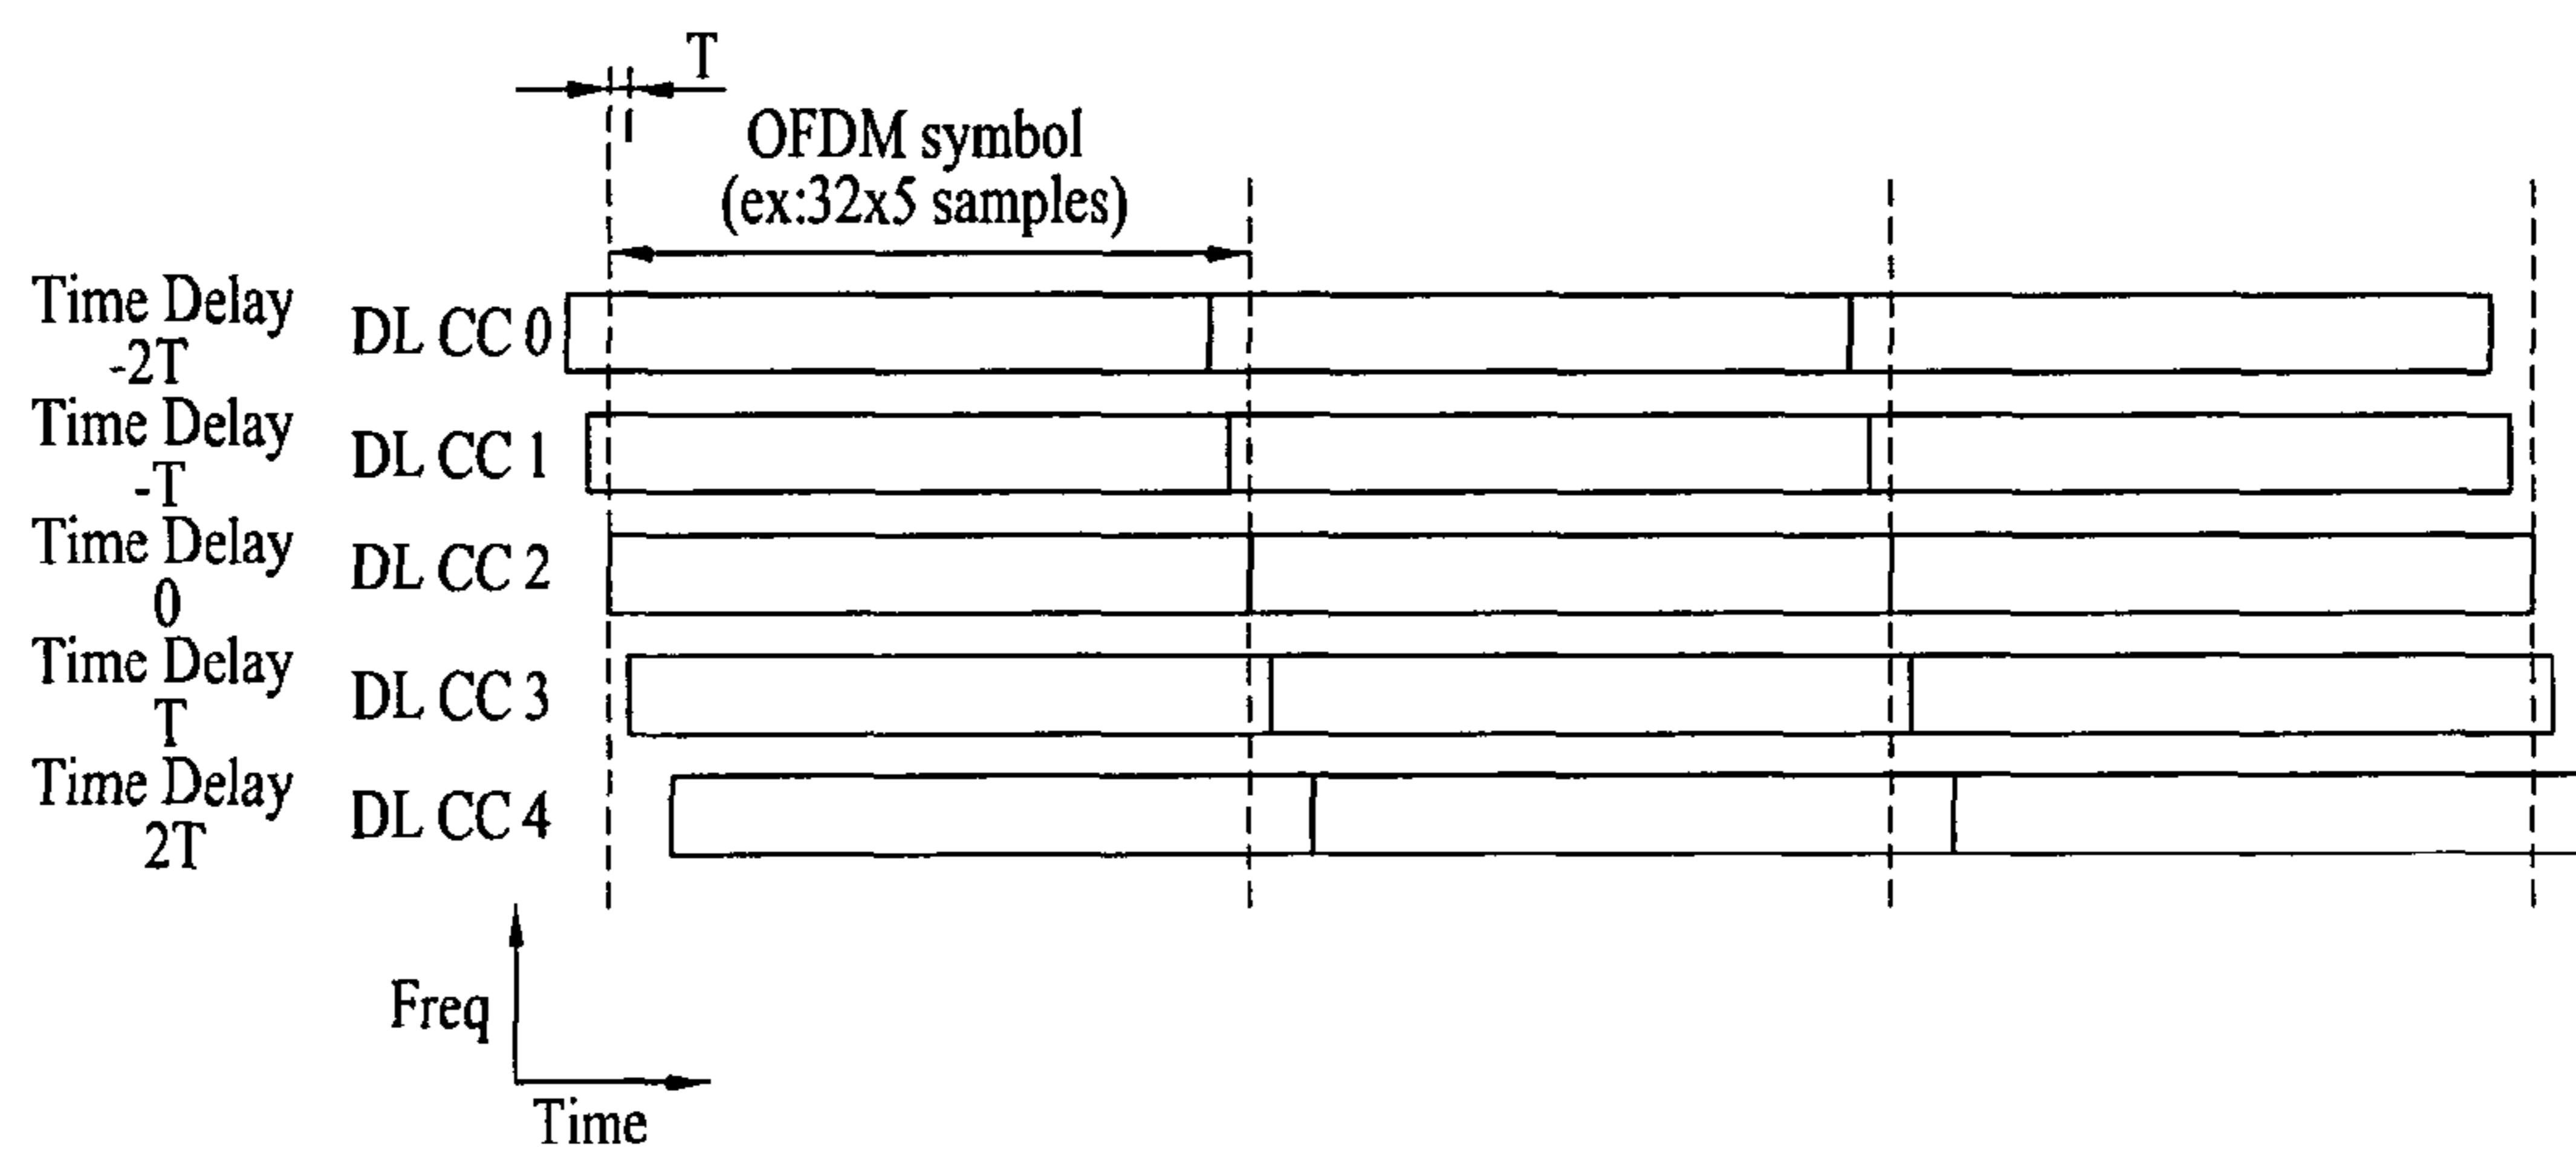 T
OFDM symbol
(ex:32x5 samples)
Time Delay
-2T
DL CC 0
Time Delay
-T
DL CC 1
Time Delay
0
DL CC 2
Time Delay
T
DL CC 3
Time Delay
2T
DL CC 4
Freq
Time